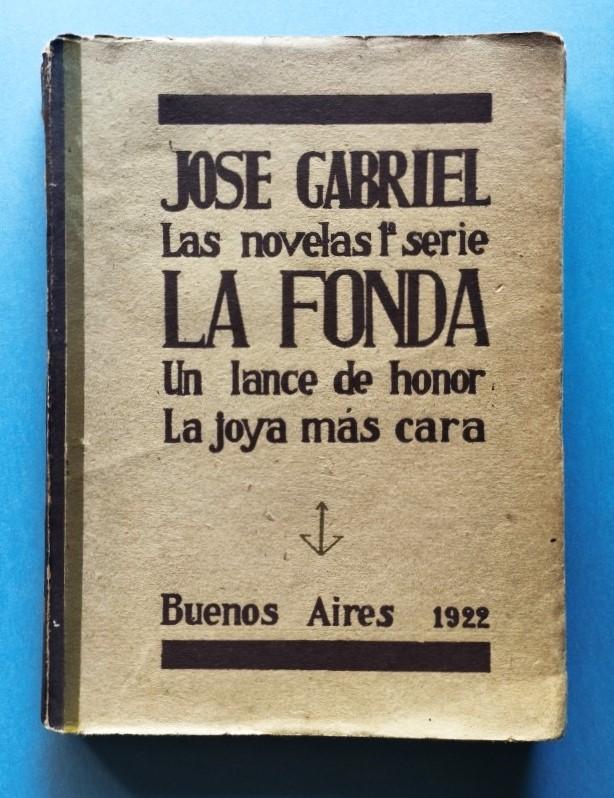 JOSE GABRIEL
Las novelas 1ª serie
LA FONDA
Un lance de honor
La joya más cara
Buenos Aires 1922